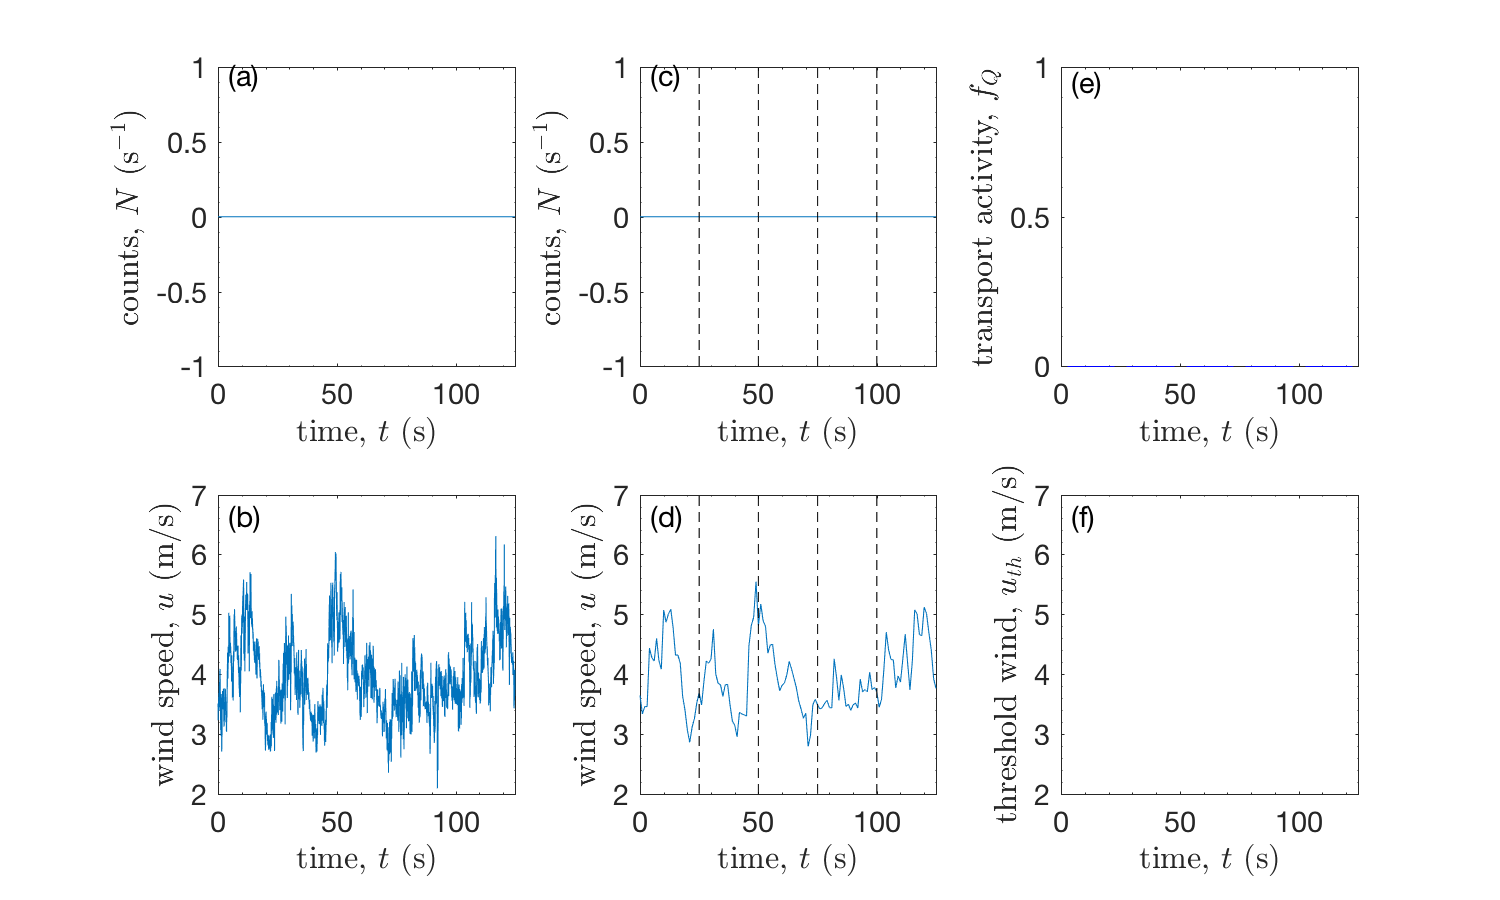 (a)
1
0.5
0
-0.5
-1
counts, N (s⁻¹)
0 50 100
time, t (s)
(c)
1
0.5
0
-0.5
-1
counts, N (s⁻¹)
0 50 100
time, t (s)
(e)
1
0.5
0
transport activity, f_Q
0 50 100
time, t (s)
(b)
7
6
5
4
3
2
wind speed, u (m/s)
0 50 100
time, t (s)
(d)
7
6
5
4
3
2
wind speed, u (m/s)
0 50 100
time, t (s)
(f)
7
6
5
4
3
2
threshold wind, u_th (m/s)
0 50 100
time, t (s)